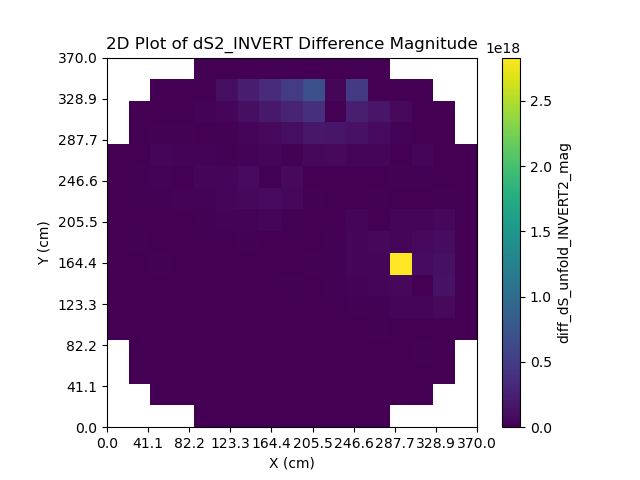 2D Plot of dS2_INVERT Difference Magnitude
1e18
370.0
328.9
287.7
246.6
205.5
164.4
123.3
82.2
41.1
0.0
Y (cm)
0.0 41.1 82.2 123.3 164.4 205.5 246.6 287.7 328.9 370.0
X (cm)
2.5
2.0
1.5
1.0
0.5
0.0
diff_dS_unfold_INVERT2_mag